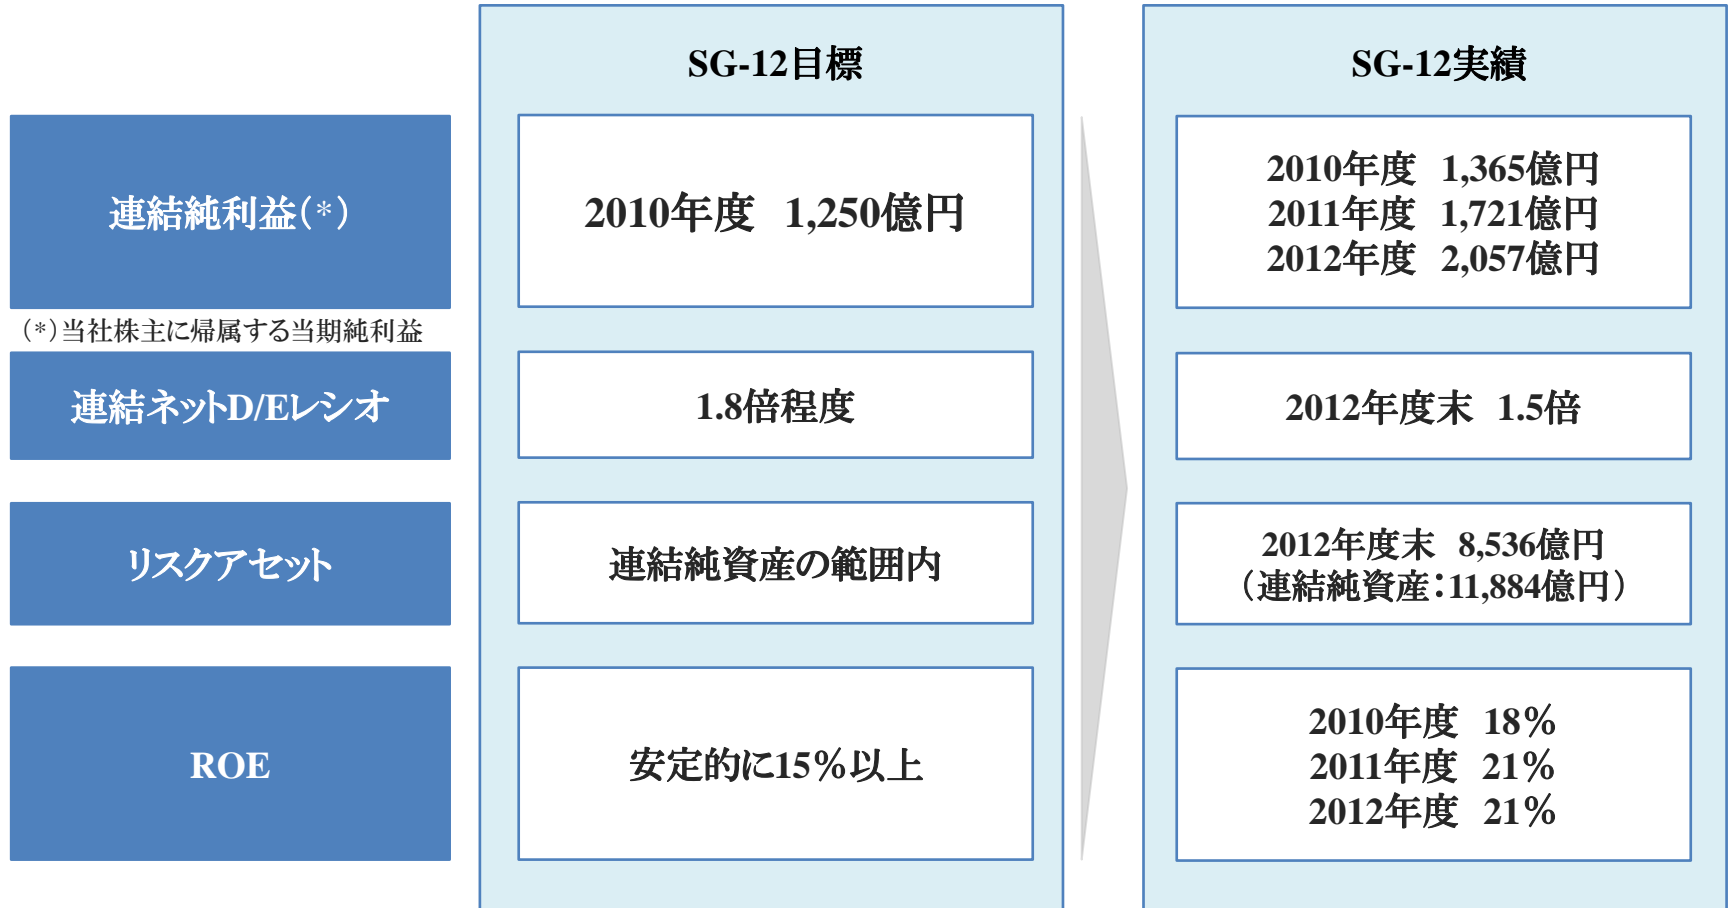 SG-12目標
SG-12実績
連結純利益(*)
2010年度 1,250億円
2010年度 1,365億円
2011年度 1,721億円
2012年度 2,057億円
(*)当社株主に帰属する当期純利益
連結ネットD/Eレシオ
1.8倍程度
2012年度末 1.5倍
リスクアセット
連結純資産の範囲内
2012年度末 8,536億円
(連結純資産:11,884億円)
ROE
安定的に15%以上
2010年度 18%
2011年度 21%
2012年度 21%